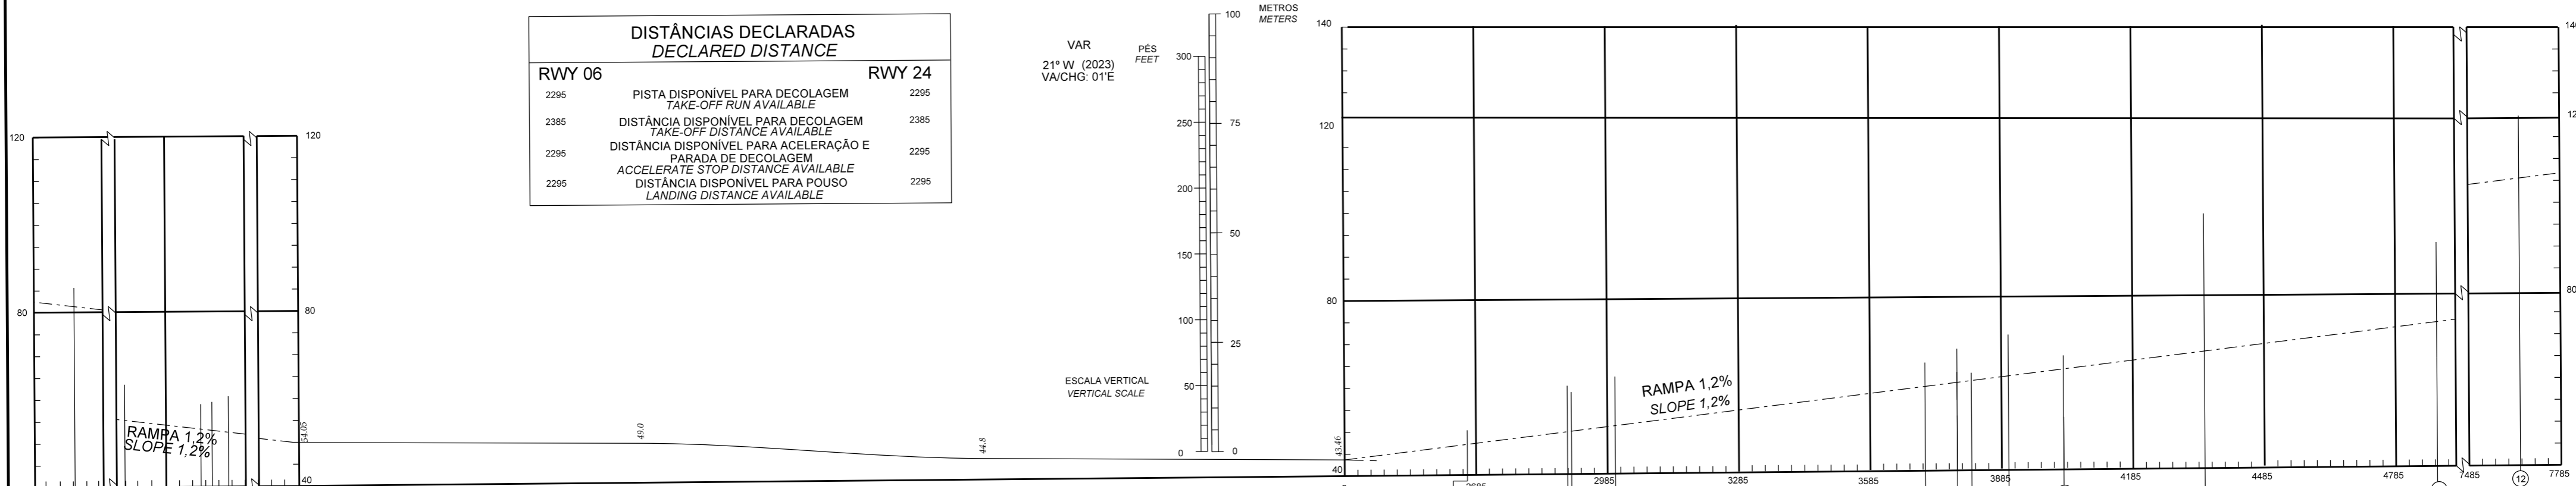 DISTÂNCIAS DECLARADAS
DECLARED DISTANCE
RWY 06 RWY 24
2295 PISTA DISPONÍVEL PARA DECOLAGEM 2295
TAKE-OFF RUN AVAILABLE
2385 DISTÂNCIA DISPONÍVEL PARA DECOLAGEM 2385
TAKE-OFF DISTANCE AVAILABLE
DISTÂNCIA DISPONÍVEL PARA ACELERAÇÃO E
2295 PARADA DE DECOLAGEM 2295
ACCELERATE STOP DISTANCE AVAILABLE
2295 DISTÂNCIA DISPONÍVEL PARA POUSO 2295
LANDING DISTANCE AVAILABLE
VAR
21º W (2023)
VA/CHG: 01'E
PÉS
FEET
METROS
METERS
300
250
200
150
100
50
0
100
75
50
25
0
ESCALA VERTICAL
VERTICAL SCALE
120
80
120
80
40
RAMPA 1,2%
SLOPE 1,2%
54.05
49.0
44.8
43.46
140
120
80
40
RAMPA 1,2%
SLOPE 1,2%
2685 2985 3285 3585 3885 4185 4485 4785 7485 7785
12
80